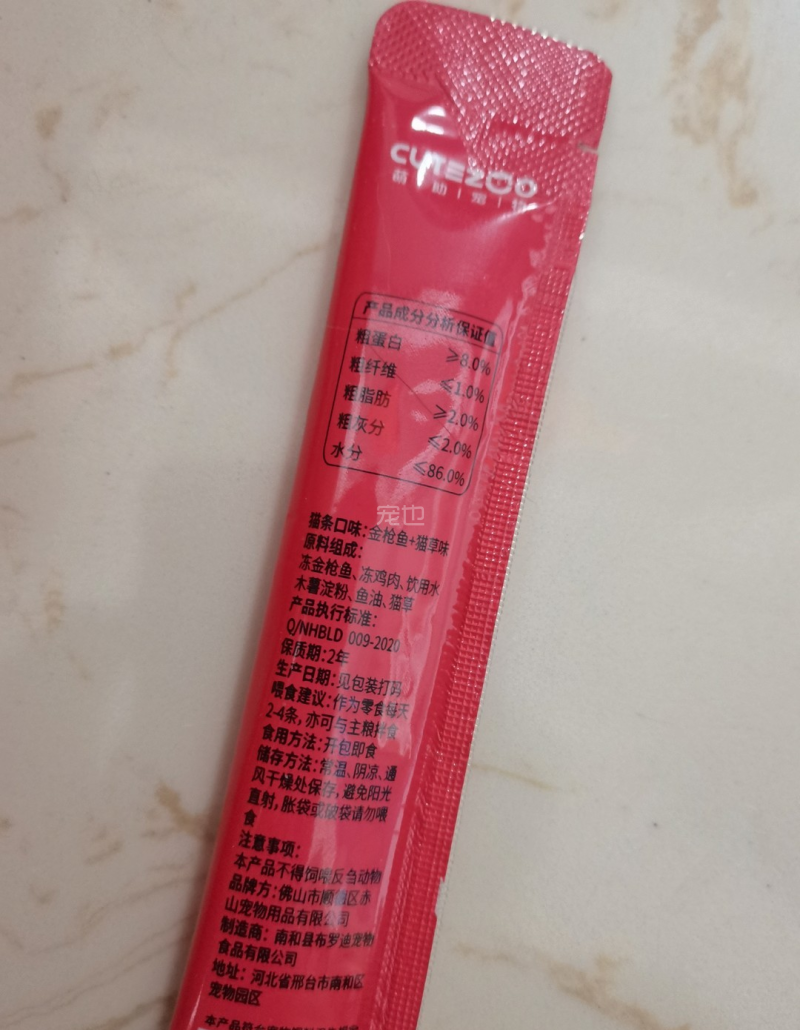 CUTEZOO
萌|动|宠|物
产品成分分析保证值
粗蛋白 ≥8.0%
粗纤维 ≤1.0%
粗脂肪 ≥2.0%
粗灰分 ≤2.0%
水分 ≤86.0%
宠也
猫条口味：金枪鱼+猫草味
原料组成：
冻金枪鱼、冻鸡肉、饮用水
木薯淀粉、鱼油、猫草
产品执行标准：
Q/NHBLD 009-2020
保质期：2年
生产日期：见包装打码
喂食建议：作为零食每天
2-4条，亦可与主粮拌食
食用方法：开包即食
储存方法：常温、阴凉、通
风干燥处保存，避免阳光
直射，胀袋或破袋请勿喂
食
注意事项：
本产品不得饲喂反刍动物
品牌方：佛山市顺德区赤
山宠物用品有限公司
制造商：南和县布罗迪宠物
食品有限公司
地址：河北省邢台市南和区
宠物园区